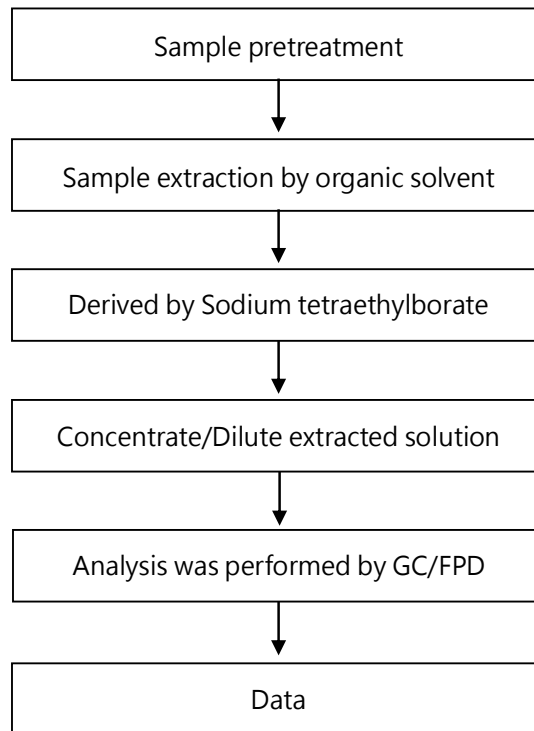 Sample pretreatment
Sample extraction by organic solvent
Derived by Sodium tetraethylborate
Concentrate/Dilute extracted solution
Analysis was performed by GC/FPD
Data